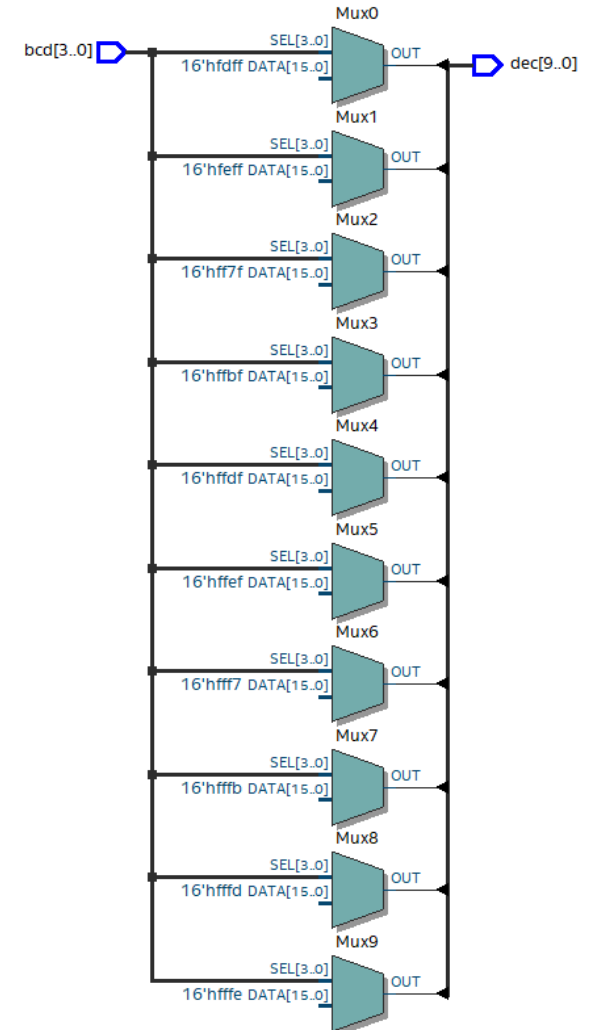 Mux0
bcd[3..0]
SEL[3..0]
16'hfdff DATA[15..0]
OUT
dec[9..0]
Mux1
SEL[3..0]
16'hfeff DATA[15..0]
OUT
Mux2
SEL[3..0]
16'hff7f DATA[15..0]
OUT
Mux3
SEL[3..0]
16'hffbf DATA[15..0]
OUT
Mux4
SEL[3..0]
16'hffdf DATA[15..0]
OUT
Mux5
SEL[3..0]
16'hffef DATA[15..0]
OUT
Mux6
SEL[3..0]
16'hfff7 DATA[15..0]
OUT
Mux7
SEL[3..0]
16'hfffb DATA[15..0]
OUT
Mux8
SEL[3..0]
16'hfffd DATA[15..0]
OUT
Mux9
SEL[3..0]
16'hfffe DATA[15..0]
OUT